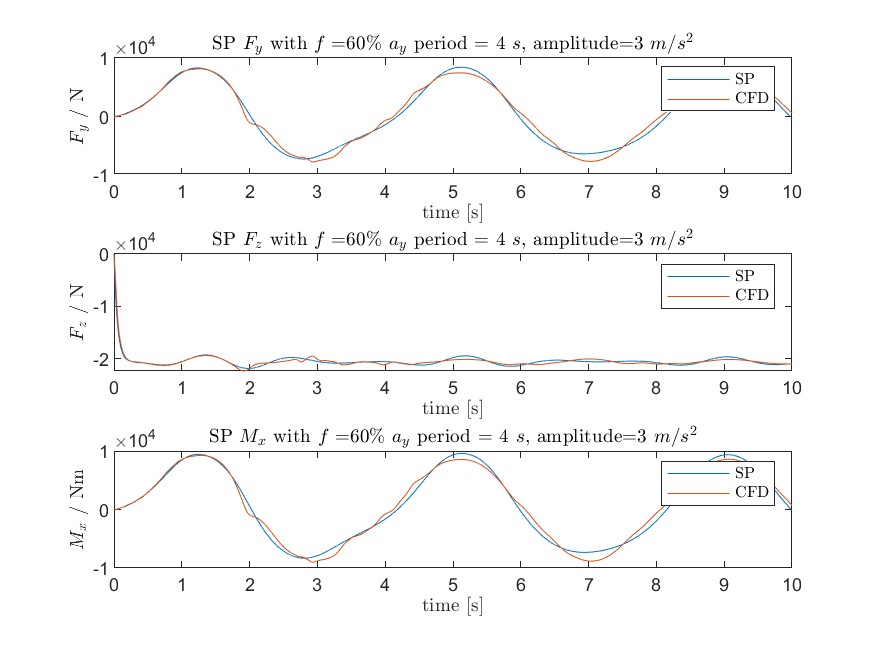 ×10⁴
SP F_y with f =60% a_y period = 4 s, amplitude=3 m/s²
1
0
-1
F_y / N
SP
CFD
0 1 2 3 4 5 6 7 8 9 10
time [s]
×10⁴
SP F_z with f =60% a_y period = 4 s, amplitude=3 m/s²
0
-1
-2
F_z / N
SP
CFD
0 1 2 3 4 5 6 7 8 9 10
time [s]
×10⁴
SP M_x with f =60% a_y period = 4 s, amplitude=3 m/s²
1
0
-1
M_x / Nm
SP
CFD
0 1 2 3 4 5 6 7 8 9 10
time [s]